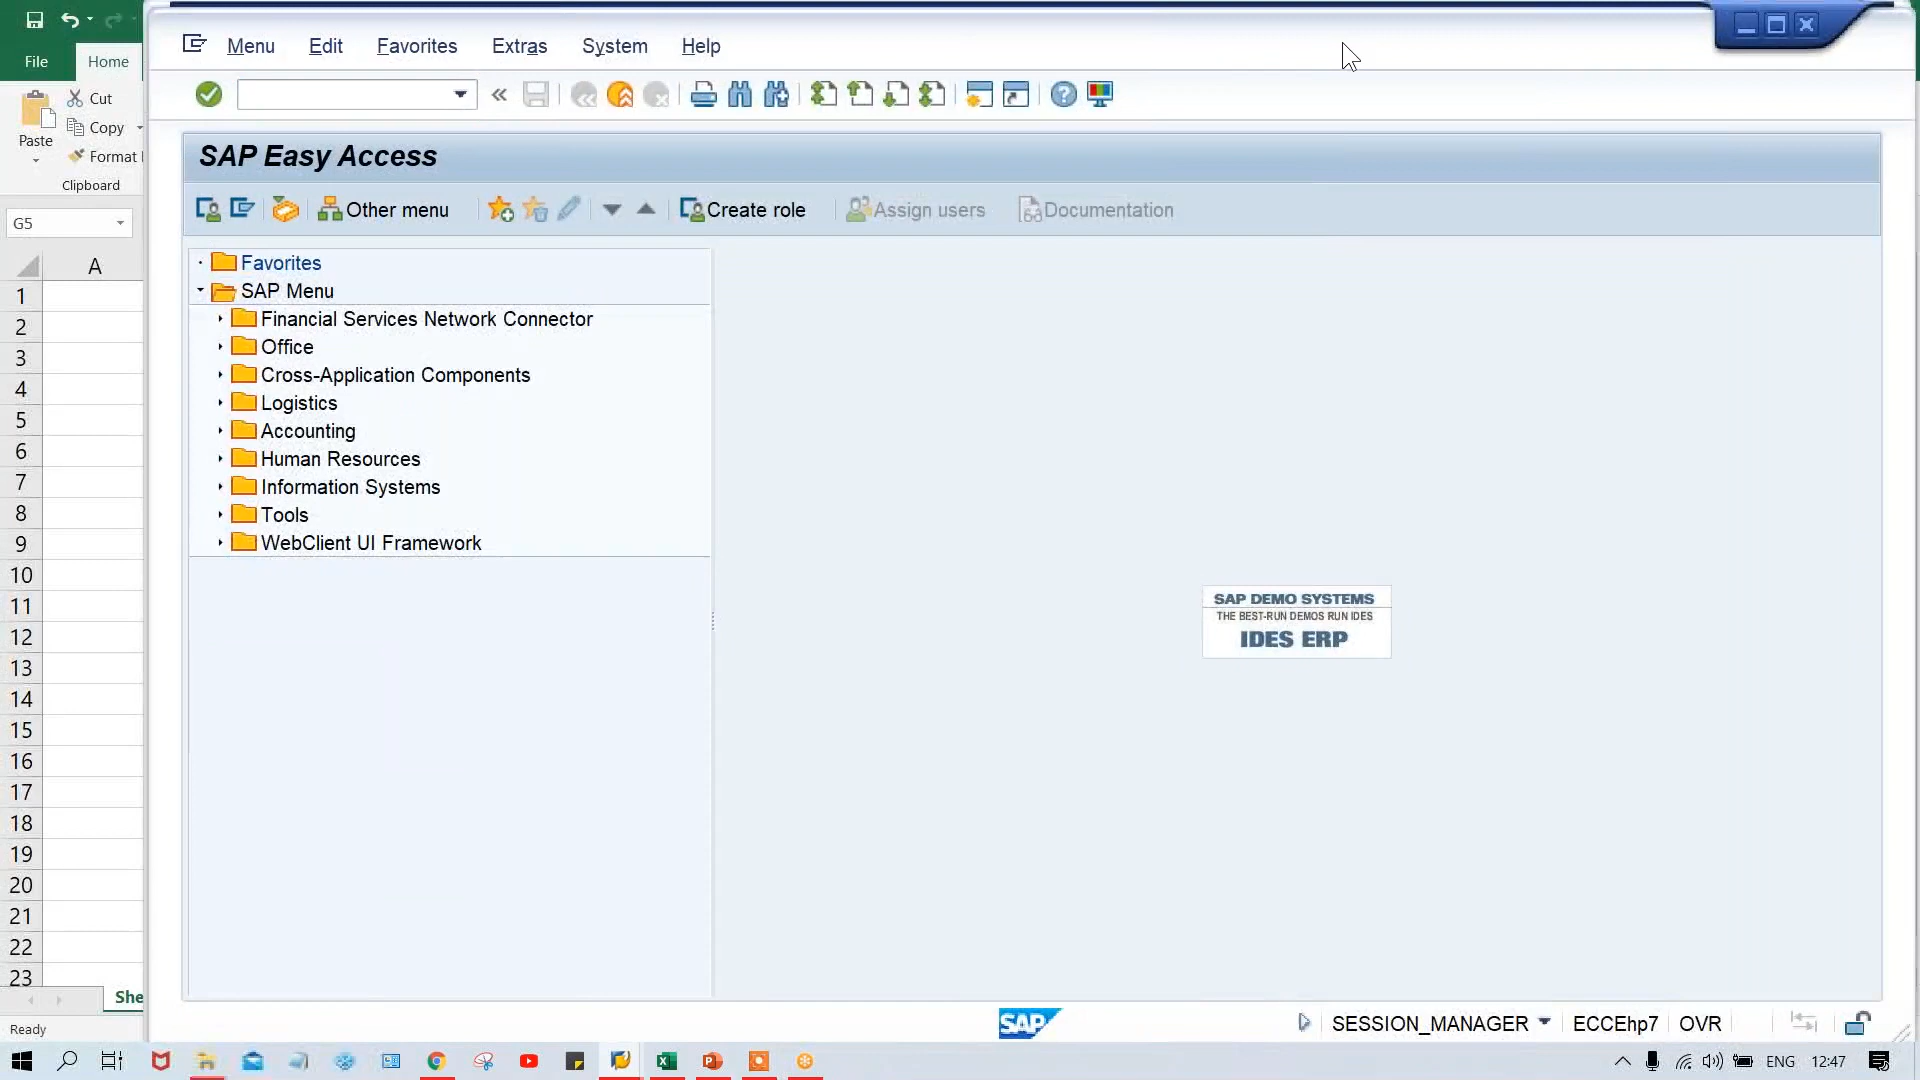 Menu Edit Favorites Extras System Help
File Home
Cut
Copy
Paste
Format
Clipboard
SAP Easy Access
Other menu Create role Assign users Documentation
G5
A
Favorites
SAP Menu
Financial Services Network Connector
Office
Cross-Application Components
Logistics
Accounting
Human Resources
Information Systems
Tools
WebClient UI Framework
1
2
3
4
5
6
7
8
9
10
11
12
13
14
15
16
17
18
19
20
21
22
23
SAP DEMO SYSTEMS
THE BEST-RUN DEMOS RUN IDES
IDES ERP
She
Ready
SAP
SESSION_MANAGER ECCEhp7 OVR
ENG 12:47